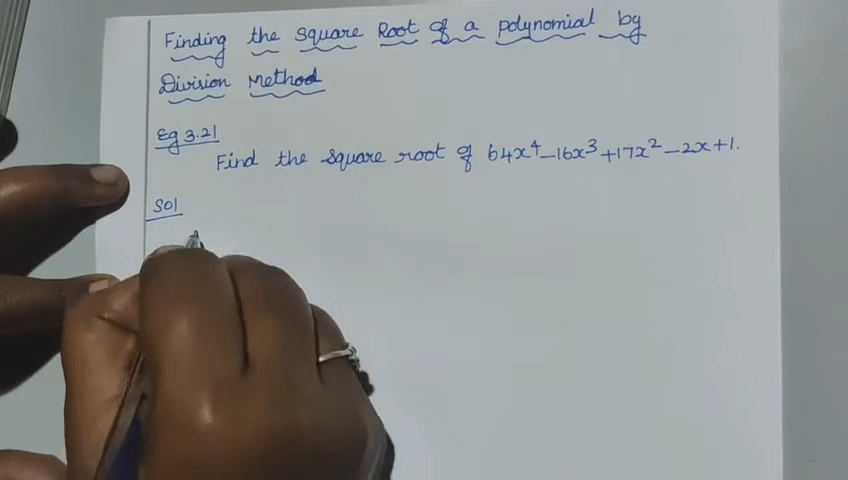 Finding the square Root of a polynomial by
Division Method
Eg 3.21
Find the square root of 64x⁴-16x³+17x²-2x+1.
Sol